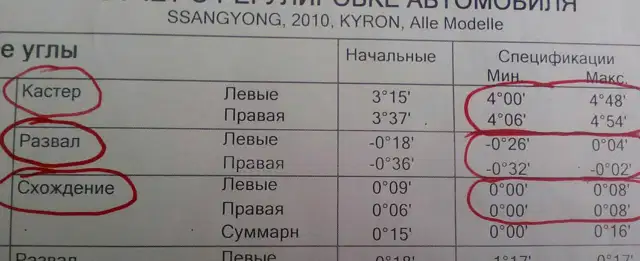 РЕГУЛИРОВКЕ АВТОМОБИЛЯ
SSANGYONG, 2010, KYRON, Alle Modelle
е углы Начальные Спецификации
Мин. Макс.
Кастер Левые 3°15' 4°00' 4°48'
Правая 3°37' 4°06' 4°54'
Развал Левые -0°18' -0°26' 0°04'
Правая -0°36' -0°32' -0°02'
Схождение Левые 0°09' 0°00' 0°08'
Правая 0°06' 0°00' 0°08'
Суммарн 0°15' 0°00' 0°16'
Развал Левые